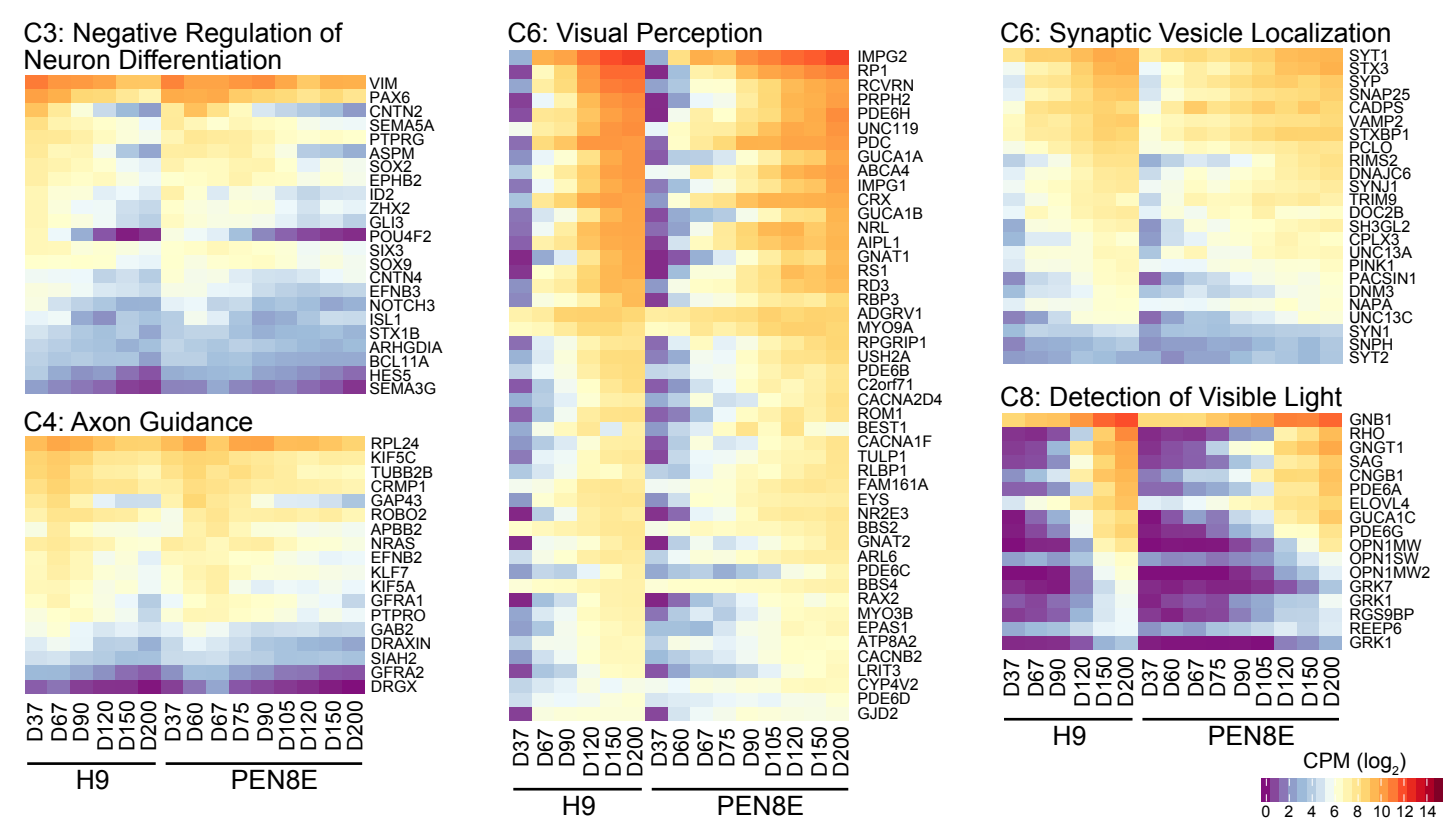 C3: Negative Regulation of
Neuron Differentiation
VIM
PAX6
CNTN2
SEMA5A
PTPRG
ASPM
SOX2
EPHB2
ID2
ZHX2
GLI3
POU4F2
SIX3
SOX9
CNTN4
EFNB3
NOTCH3
ISL1
STX1B
ARHGDIA
BCL11A
HES5
SEMA3G
C4: Axon Guidance
RPL24
KIF5C
TUBB2B
CRMP1
GAP43
ROBO2
APBB2
NRAS
EFNB2
KLF7
KIF5A
GFRA1
PTPRO
GAB2
DRAXIN
SIAH2
GFRA2
DRGX
D37 D67 D90 D120 D150 D200 D37 D60 D67 D75 D90 D105 D120 D150 D200
H9 PEN8E
C6: Visual Perception
IMPG2
RP1
RCVRN
PRPH2
PDE6H
UNC119
PDC
GUCA1A
ABCA4
IMPG1
CRX
GUCA1B
NRL
AIPL1
GNAT1
RS1
RD3
RBP3
ADGRV1
MYO9A
RPGRIP1
USH2A
PDE6B
C2orf71
CACNA2D4
ROM1
BEST1
CACNA1F
TULP1
RLBP1
FAM161A
EYS
NR2E3
BBS2
GNAT2
ARL6
PDE6C
BBS4
RAX2
MYO3B
EPAS1
ATP8A2
CACNB2
LRIT3
CYP4V2
PDE6D
GJD2
D37 D67 D90 D120 D150 D200 D37 D60 D67 D75 D90 D105 D120 D150 D200
H9 PEN8E
C6: Synaptic Vesicle Localization
SYT1
STX3
SYP
SNAP25
CADPS
VAMP2
STXBP1
PCLO
RIMS2
DNAJC6
SYNJ1
TRIM9
DOC2B
SH3GL2
CPLX3
UNC13A
PINK1
PACSIN1
DNM3
NAPA
UNC13C
SYN1
SNPH
SYT2
C8: Detection of Visible Light
GNB1
RHO
GNGT1
SAG
CNGB1
PDE6A
ELOVL4
GUCA1C
PDE6G
OPN1MW
OPN1SW
OPN1MW2
GRK7
GRK1
RGS9BP
REEP6
GRK1
D37 D67 D90 D120 D150 D200 D37 D60 D67 D75 D90 D105 D120 D150 D200
H9 PEN8E
CPM (log2)
0 2 4 6 8 10 12 14